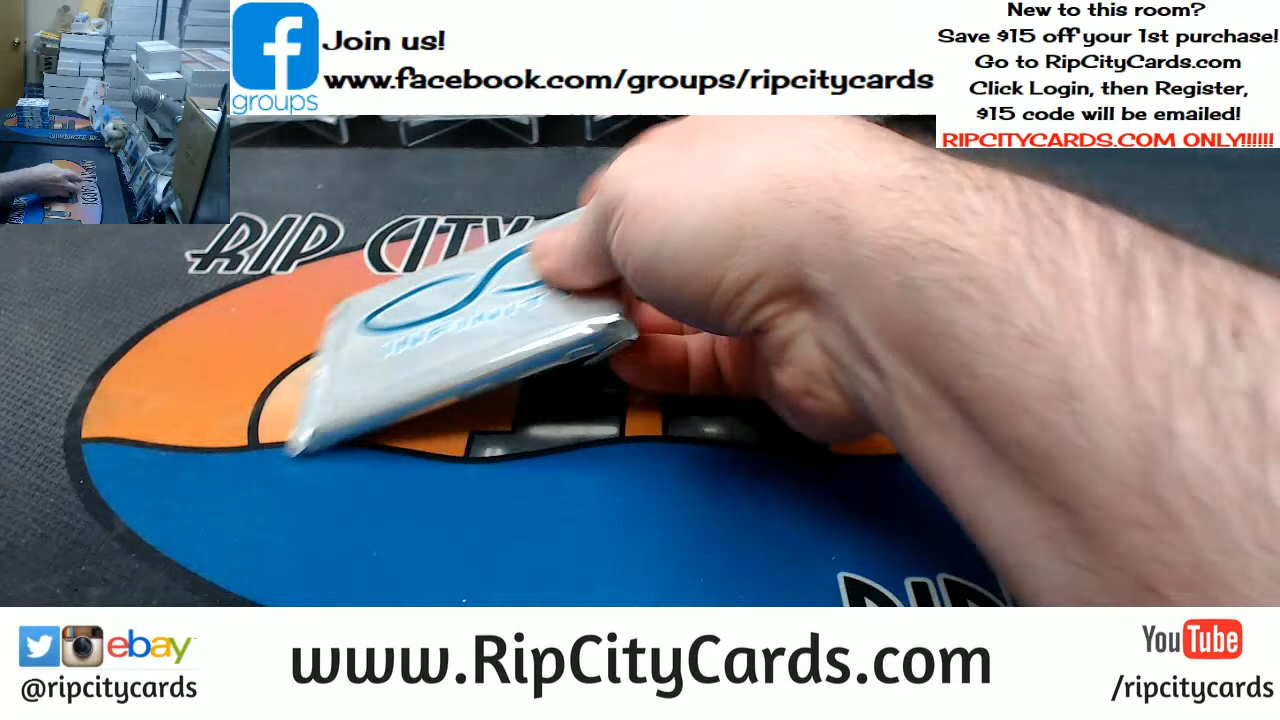 groups
Join us!
www.facebook.com/groups/ripcitycards
New to this room?
Save $15 off your 1st purchase!
Go to RipCityCards.com
Click Login, then Register,
$15 code will be emailed!
RIPCITYCARDS.COM ONLY!!!!!!
RIP CITY
ebay
@ripcitycards
www.RipCityCards.com
YouTube
/ripcitycards